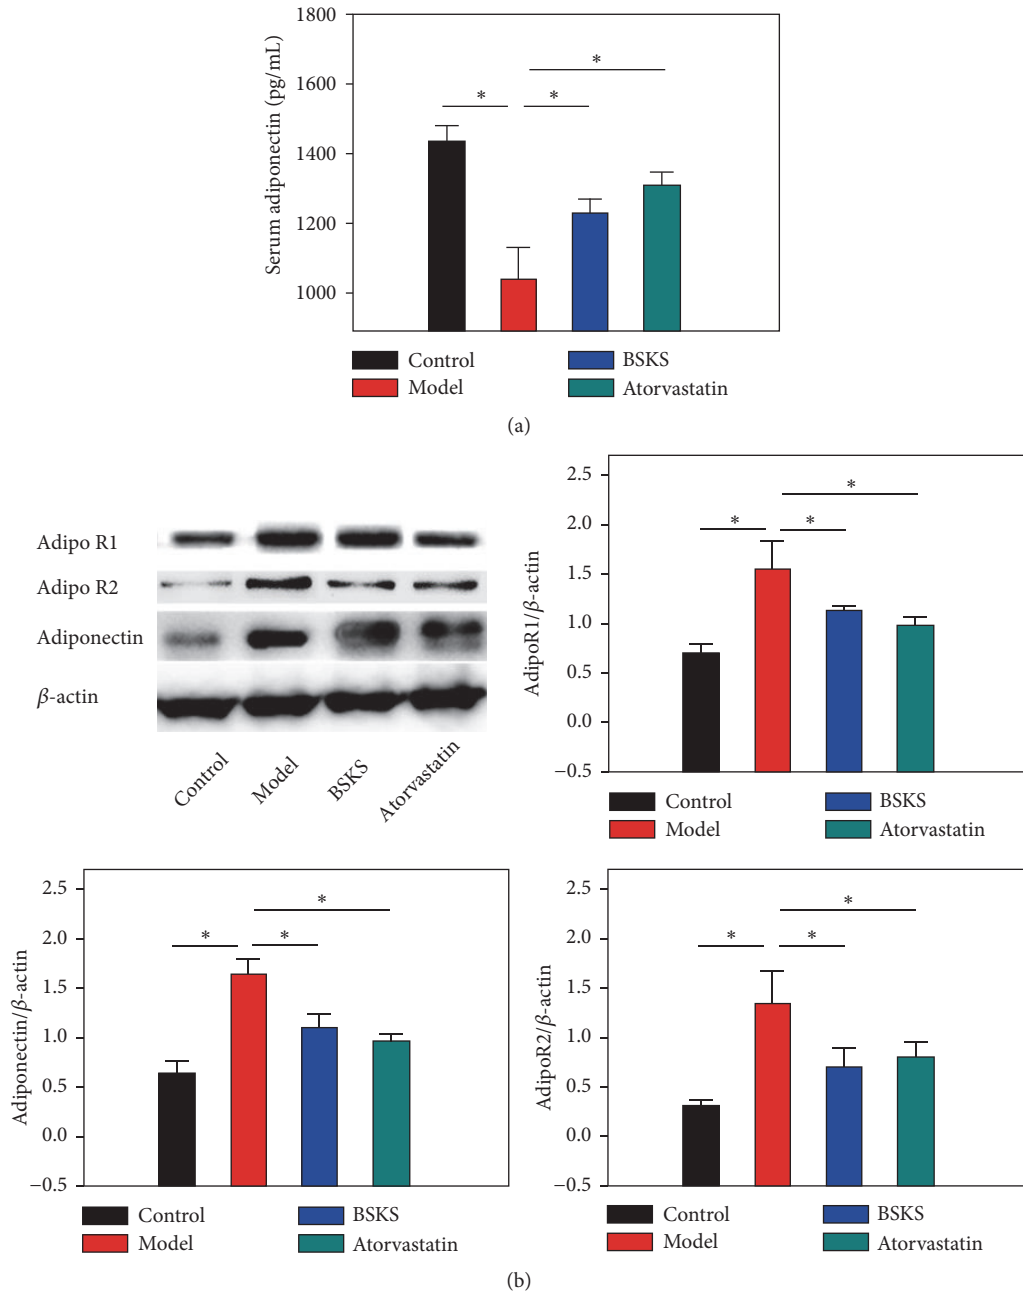 1800
1600
1400
1200
1000
Serum adiponectin (pg/mL)
*
*
*
Control
Model
BSKS
Atorvastatin
(a)
Adipo R1
Adipo R2
Adiponectin
β-actin
Control
Model
BSKS
Atorvastatin
2.5
2.0
1.5
1.0
0.5
0.0
−0.5
AdipoR1/β-actin
*
*
*
Control
Model
BSKS
Atorvastatin
2.5
2.0
1.5
1.0
0.5
0.0
−0.5
Adiponectin/β-actin
*
*
*
Control
Model
BSKS
Atorvastatin
2.5
2.0
1.5
1.0
0.5
0.0
−0.5
AdipoR2/β-actin
*
*
*
Control
Model
BSKS
Atorvastatin
(b)